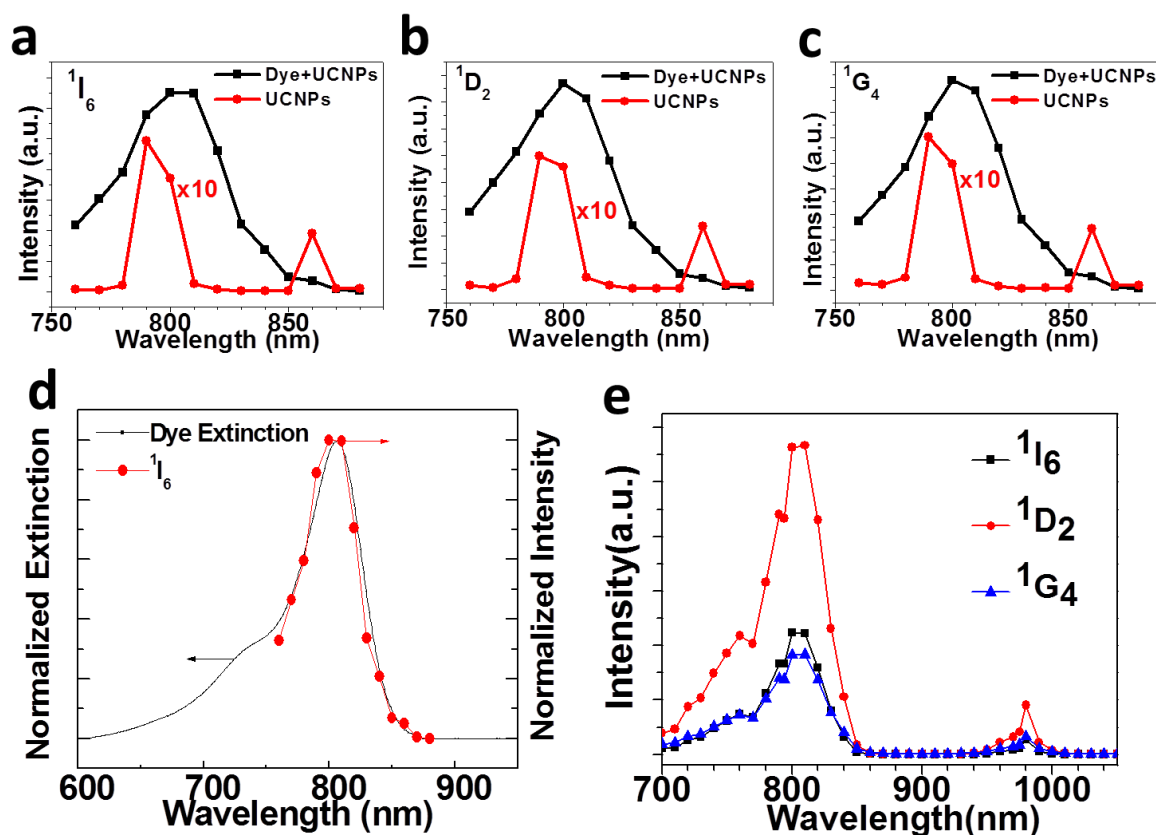 a
¹I₆
Dye+UCNPs
UCNPs
x10
Intensity (a.u.)
750 800 850
Wavelength (nm)
b
¹D₂
Dye+UCNPs
UCNPs
x10
Intensity (a.u.)
750 800 850
Wavelength (nm)
c
¹G₄
Dye+UCNPs
UCNPs
x10
Intensity (a.u.)
750 800 850
Wavelength (nm)
d
Dye Extinction
¹I₆
Normalized Extinction
Normalized Intensity
600 700 800 900
Wavelength (nm)
e
¹I₆
¹D₂
¹G₄
Intensity(a.u.)
700 800 900 1000
Wavelength(nm)